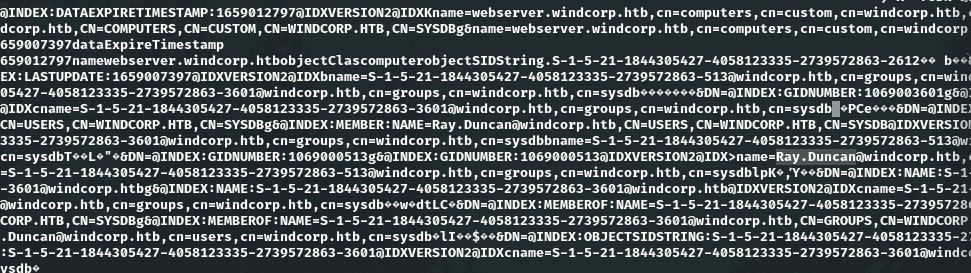 @INDEX:DATAEXPIRETIMESTAMP:1659012797@IDXVERSION2@IDXKname=webserver.windcorp.htb,cn=computers,cn=custom,cn=windcorp.htb,c
dcorp.htb,CN=COMPUTERS,CN=CUSTOM,CN=WINDCORP.HTB,CN=SYSDBg&name=webserver.windcorp.htb,cn=computers,cn=custom,cn=windcorp.
659007397dataExpireTimestamp
1659012797namewebserver.windcorp.htbobjectClascomputerobjectSIDString.S-1-5-21-1844305427-4058123335-2739572863-2612�� b��
EX:LASTUPDATE:1659007397@IDXVERSION2@IDXbname=S-1-5-21-1844305427-4058123335-2739572863-513@windcorp.htb,cn=groups,cn=wind
05427-4058123335-2739572863-3601@windcorp.htb,cn=groups,cn=windcorp.htb,cn=sysdb��������&DN=@INDEX:GIDNUMBER:1069003601g&@
@IDXcname=S-1-5-21-1844305427-4058123335-2739572863-3601@windcorp.htb,cn=groups,cn=windcorp.htb,cn=sysdb �PCe���&DN=@INDE
CN=USERS,CN=WINDCORP.HTB,CN=SYSDBg&@INDEX:MEMBER:NAME=Ray.Duncan@windcorp.htb,CN=USERS,CN=WINDCORP.HTB,CN=SYSDB@IDXVERSION
3335-2739572863-3601@windcorp.htb,cn=groups,cn=windcorp.htb,cn=sysdbbname=S-1-5-21-1844305427-4058123335-2739572863-513@wi
cn=sysdbT��L�"�&DN=@INDEX:GIDNUMBER:1069000513g&@INDEX:GIDNUMBER:1069000513@IDXVERSION2@IDX>name=Ray.Duncan@windcorp.htb,
=S-1-5-21-1844305427-4058123335-2739572863-513@windcorp.htb,cn=groups,cn=windcorp.htb,cn=sysdblpK�,Y��&DN=@INDEX:NAME:S-1
-3601@windcorp.htbg&@INDEX:NAME:S-1-5-21-1844305427-4058123335-2739572863-3601@windcorp.htb@IDXVERSION2@IDXcname=S-1-5-21
@windcorp.htb,cn=groups,cn=windcorp.htb,cn=sysdb��w�dtLC�&DN=@INDEX:MEMBEROF:NAME=S-1-5-21-1844305427-4058123335-27395728
CORP.HTB,CN=SYSDBg&@INDEX:MEMBEROF:NAME=S-1-5-21-1844305427-4058123335-2739572863-3601@windcorp.htb,CN=GROUPS,CN=WINDCORP
.Duncan@windcorp.htb,cn=users,cn=windcorp.htb,cn=sysdb�lI��$��&DN=@INDEX:OBJECTSIDSTRING:S-1-5-21-1844305427-4058123335-27
:S-1-5-21-1844305427-4058123335-2739572863-3601@IDXVERSION2@IDXcname=S-1-5-21-1844305427-4058123335-2739572863-3601@windc
ysdb�